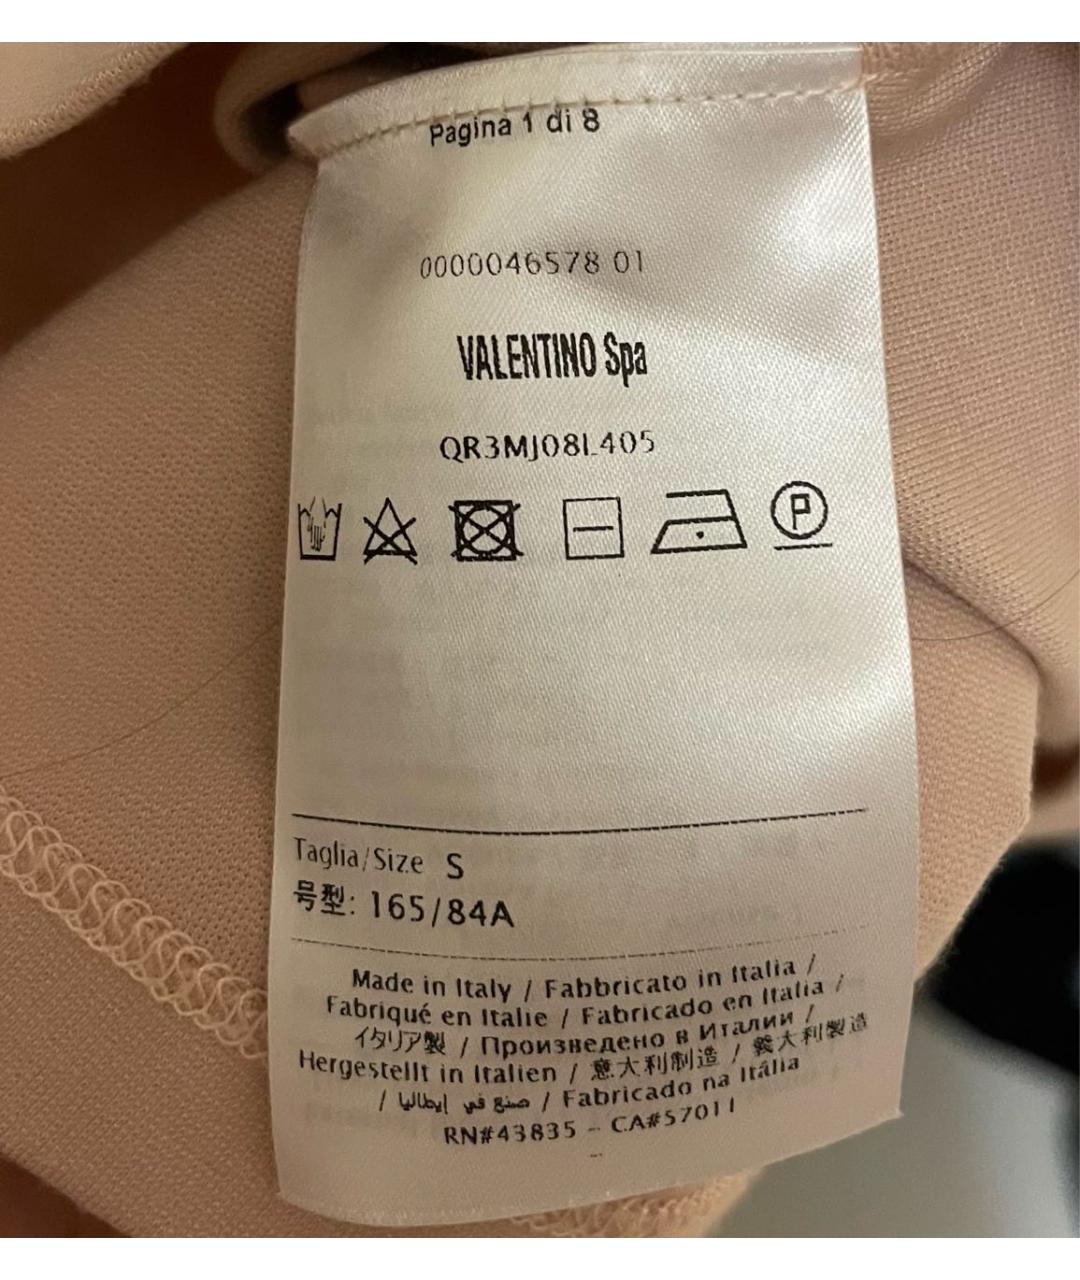 Pagina 1 di 8
0000046578 01
VALENTINO Spa
QR3MJ08L405
P
Taglia/Size S
号型: 165/84A
Made in Italy / Fabbricato in Italia /
Fabriqué en Italie / Fabricado en Italia /
イタリア製 / Произведено в Италии /
Hergestellt in Italien / 意大利制造 / 義大利製造
/ صنع في إيطاليا / Fabricado na Itália
RN#43835 - CA#57011